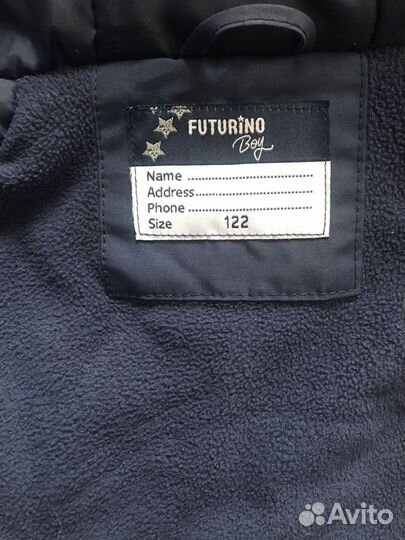 FUTURiNO
Boy
Name ..............................
Address ..........................
Phone .............................
Size 122
Avito